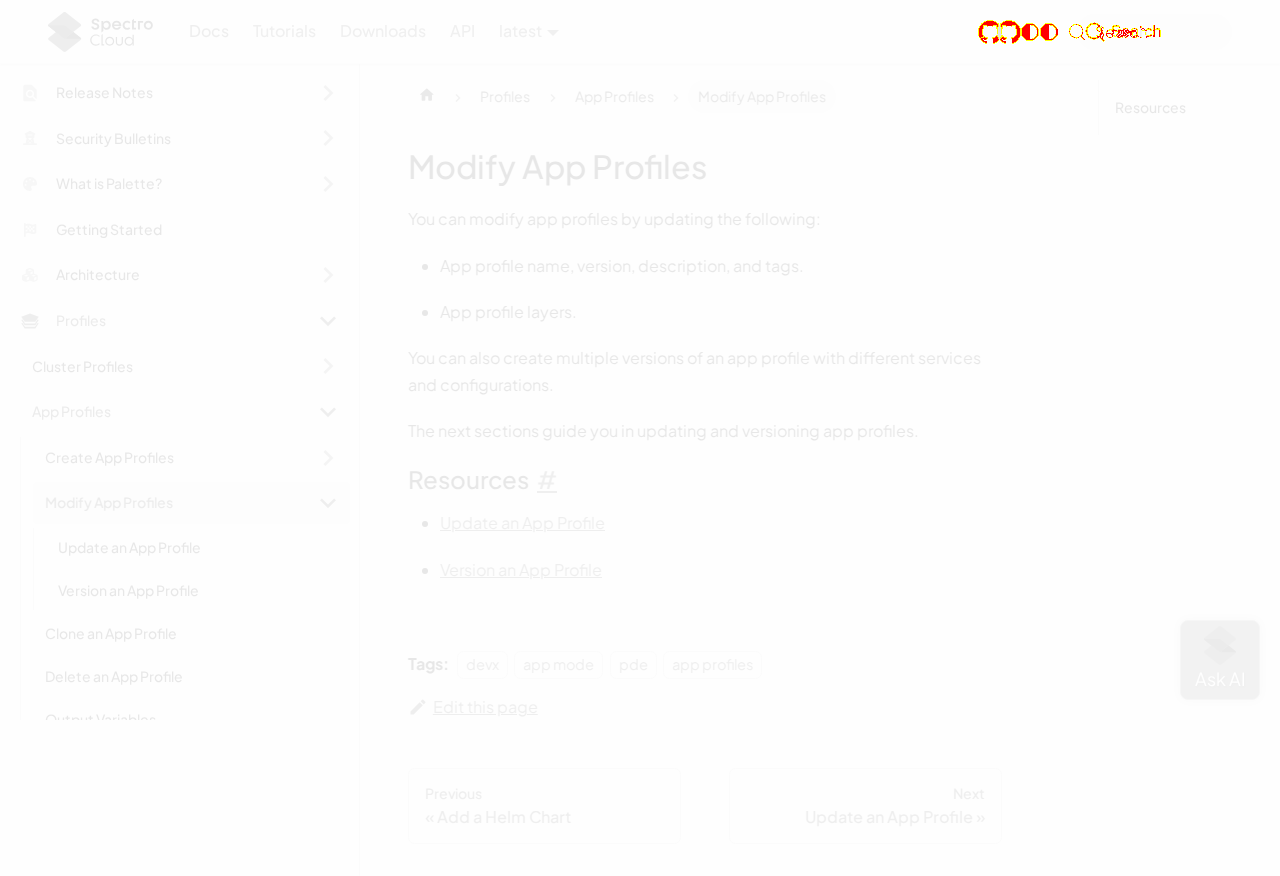 Spectro Cloud
Docs Tutorials Downloads API latest
Search
Release Notes
Security Bulletins
What is Palette?
Getting Started
Architecture
Profiles
Cluster Profiles
App Profiles
Create App Profiles
Modify App Profiles
Update an App Profile
Version an App Profile
Clone an App Profile
Delete an App Profile
Output Variables
Profiles > App Profiles > Modify App Profiles
Modify App Profiles
You can modify app profiles by updating the following:
• App profile name, version, description, and tags.
• App profile layers.
You can also create multiple versions of an app profile with different services
and configurations.
The next sections guide you in updating and versioning app profiles.
Resources #
• Update an App Profile
• Version an App Profile
Tags: devx app mode pde app profiles
Edit this page
Previous
« Add a Helm Chart
Next
Update an App Profile »
Resources
Ask AI